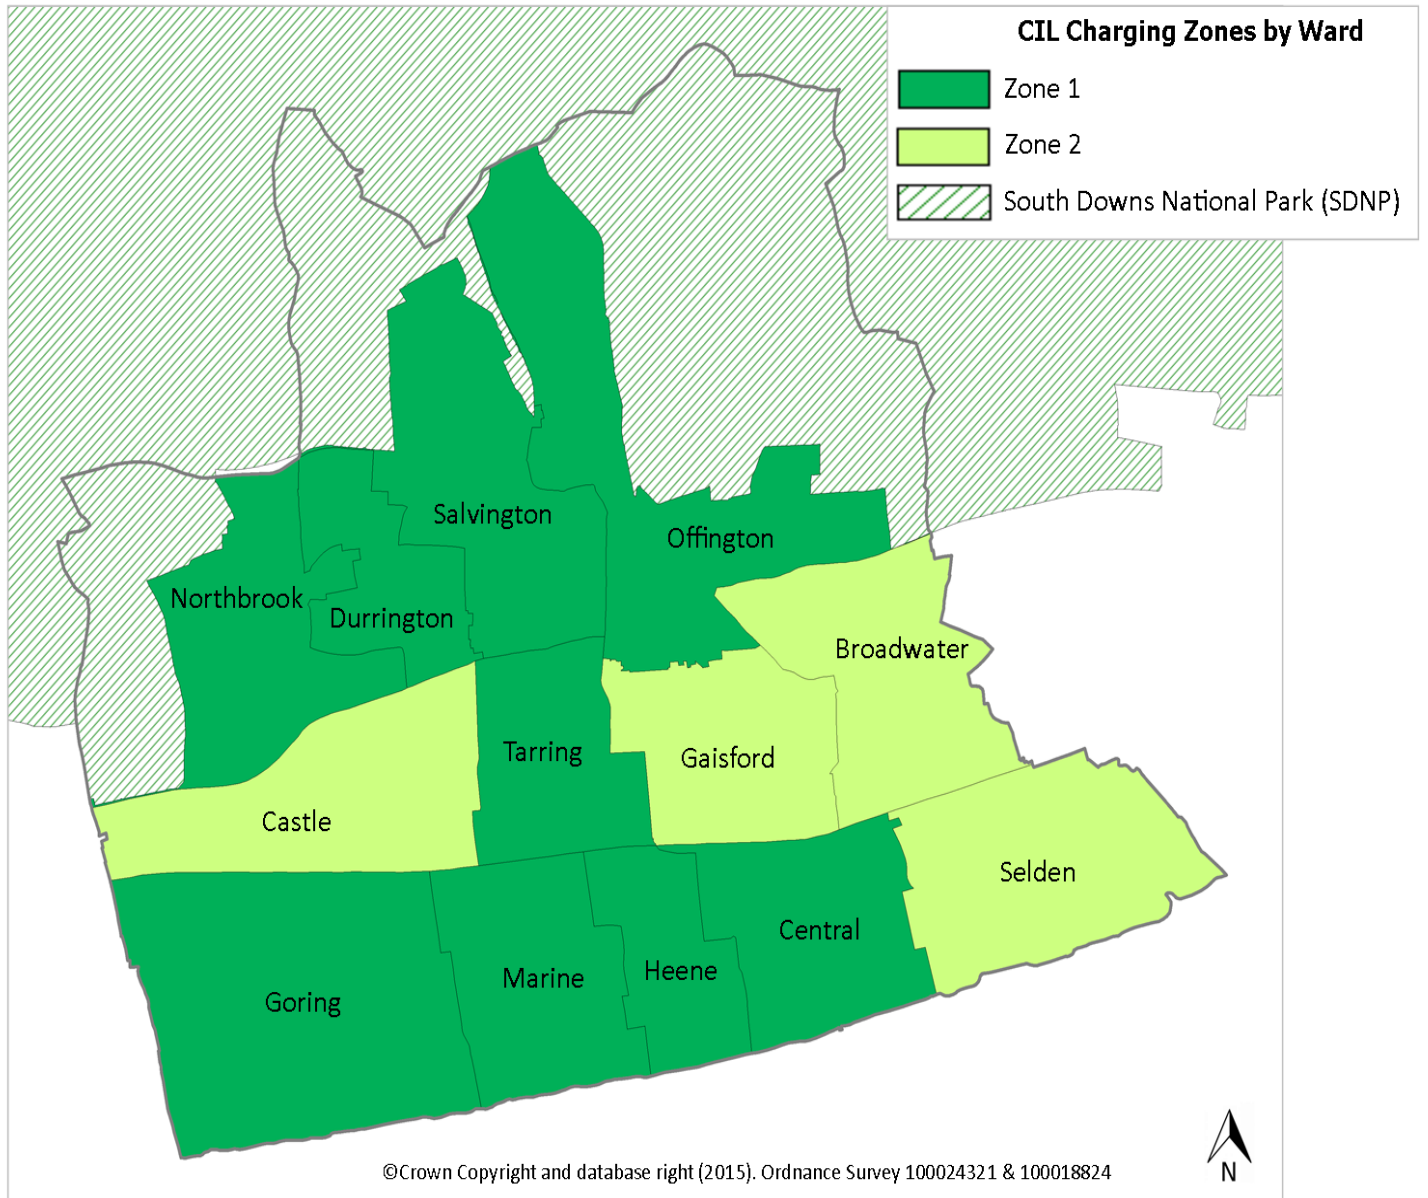 CIL Charging Zones by Ward
Zone 1
Zone 2
South Downs National Park (SDNP)
Salvington
Offington
Northbrook
Durrington
Broadwater
Tarring
Gaisford
Castle
Selden
Central
Heene
Marine
Goring
©Crown Copyright and database right (2015). Ordnance Survey 100024321 & 100018824
N